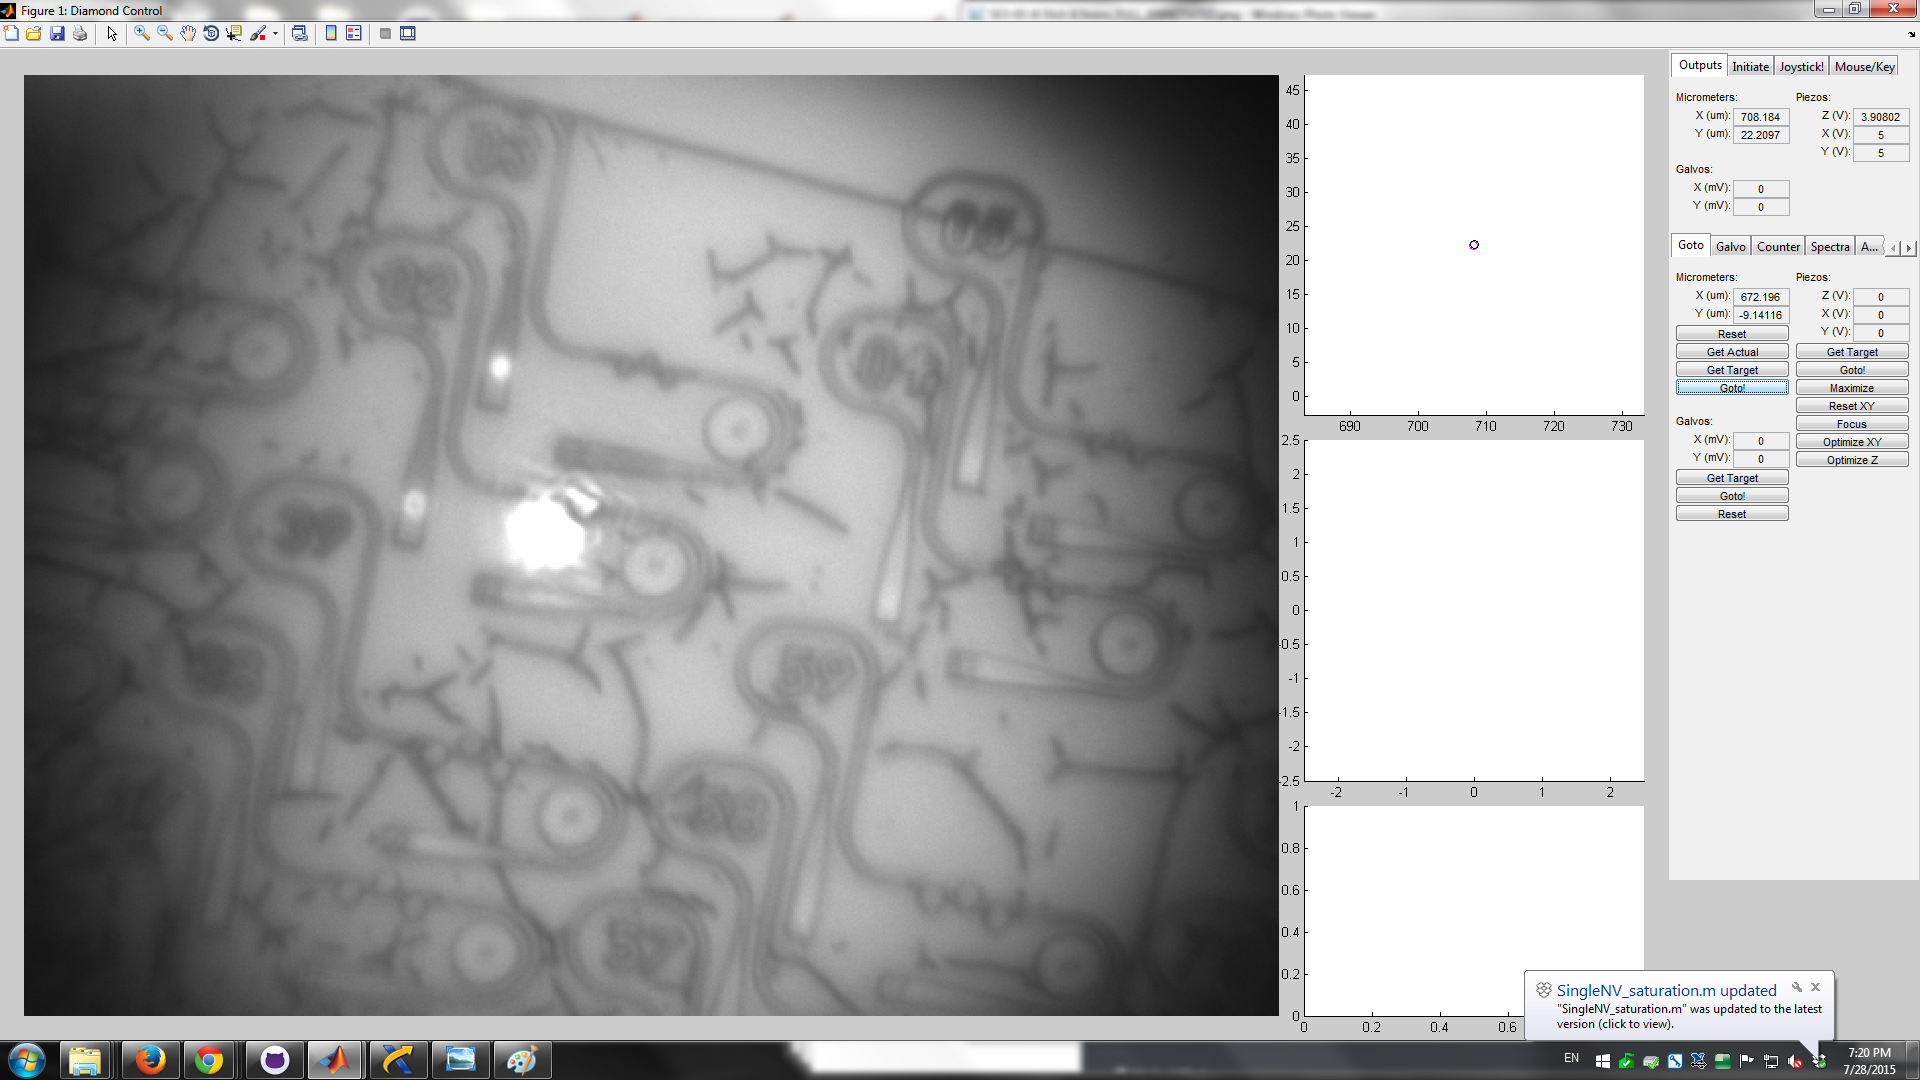 Figure 1: Diamond Control
Outputs Initiate Joystick! Mouse/Key
Micrometers: Piezos:
X (um): 708.184 Z (V): 3.90802
Y (um): 22.2097 X (V): 5
Y (V): 5
Galvos:
X (mV): 0
Y (mV): 0
Goto Galvo Counter Spectra A...
Micrometers: Piezos:
X (um): 672.196 Z (V): 0
Y (um): -9.14116 X (V): 0
Reset Y (V): 0
Get Actual Get Target
Get Target Goto!
Goto! Maximize
Reset XY
Galvos: Focus
X (mV): 0 Optimize XY
Y (mV): 0 Optimize Z
Get Target
Goto!
Reset
45
40
35
30
25
20
15
10
5
0
690 700 710 720 730
2.5
2
1.5
1
0.5
0
-0.5
-1
-1.5
-2
-2.5
-2 -1 0 1 2
1
0.8
0.6
0.4
0.2
0
0 0.2 0.4 0.6
SingleNV_saturation.m updated
"SingleNV_saturation.m" was updated to the latest
version (click to view).
EN
7:20 PM
7/28/2015